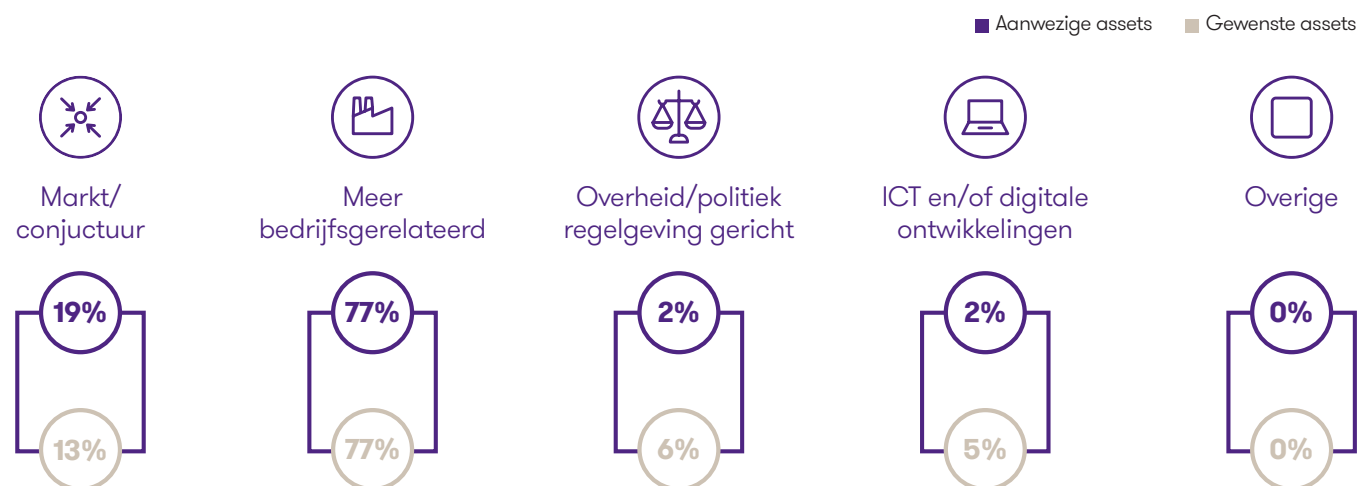 Aanwezige assets
Gewenste assets
Markt/
conjuctuur
Meer
bedrijfsgerelateerd
Overheid/politiek
regelgeving gericht
ICT en/of digitale
ontwikkelingen
Overige
19%
77%
2%
2%
0%
13%
77%
6%
5%
0%